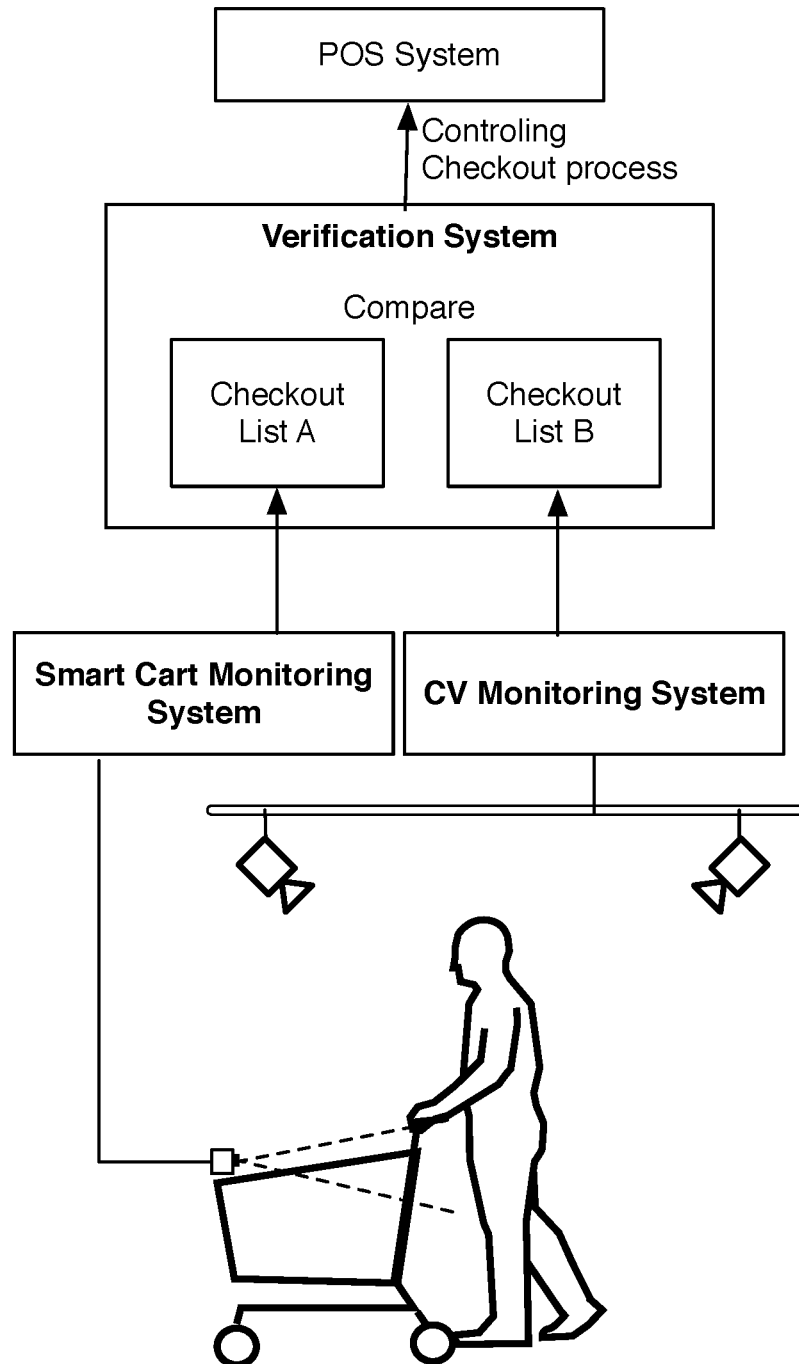 POS System
Controling
Checkout process
Verification System
Compare
Checkout
List A
Checkout
List B
Smart Cart Monitoring
System
CV Monitoring System